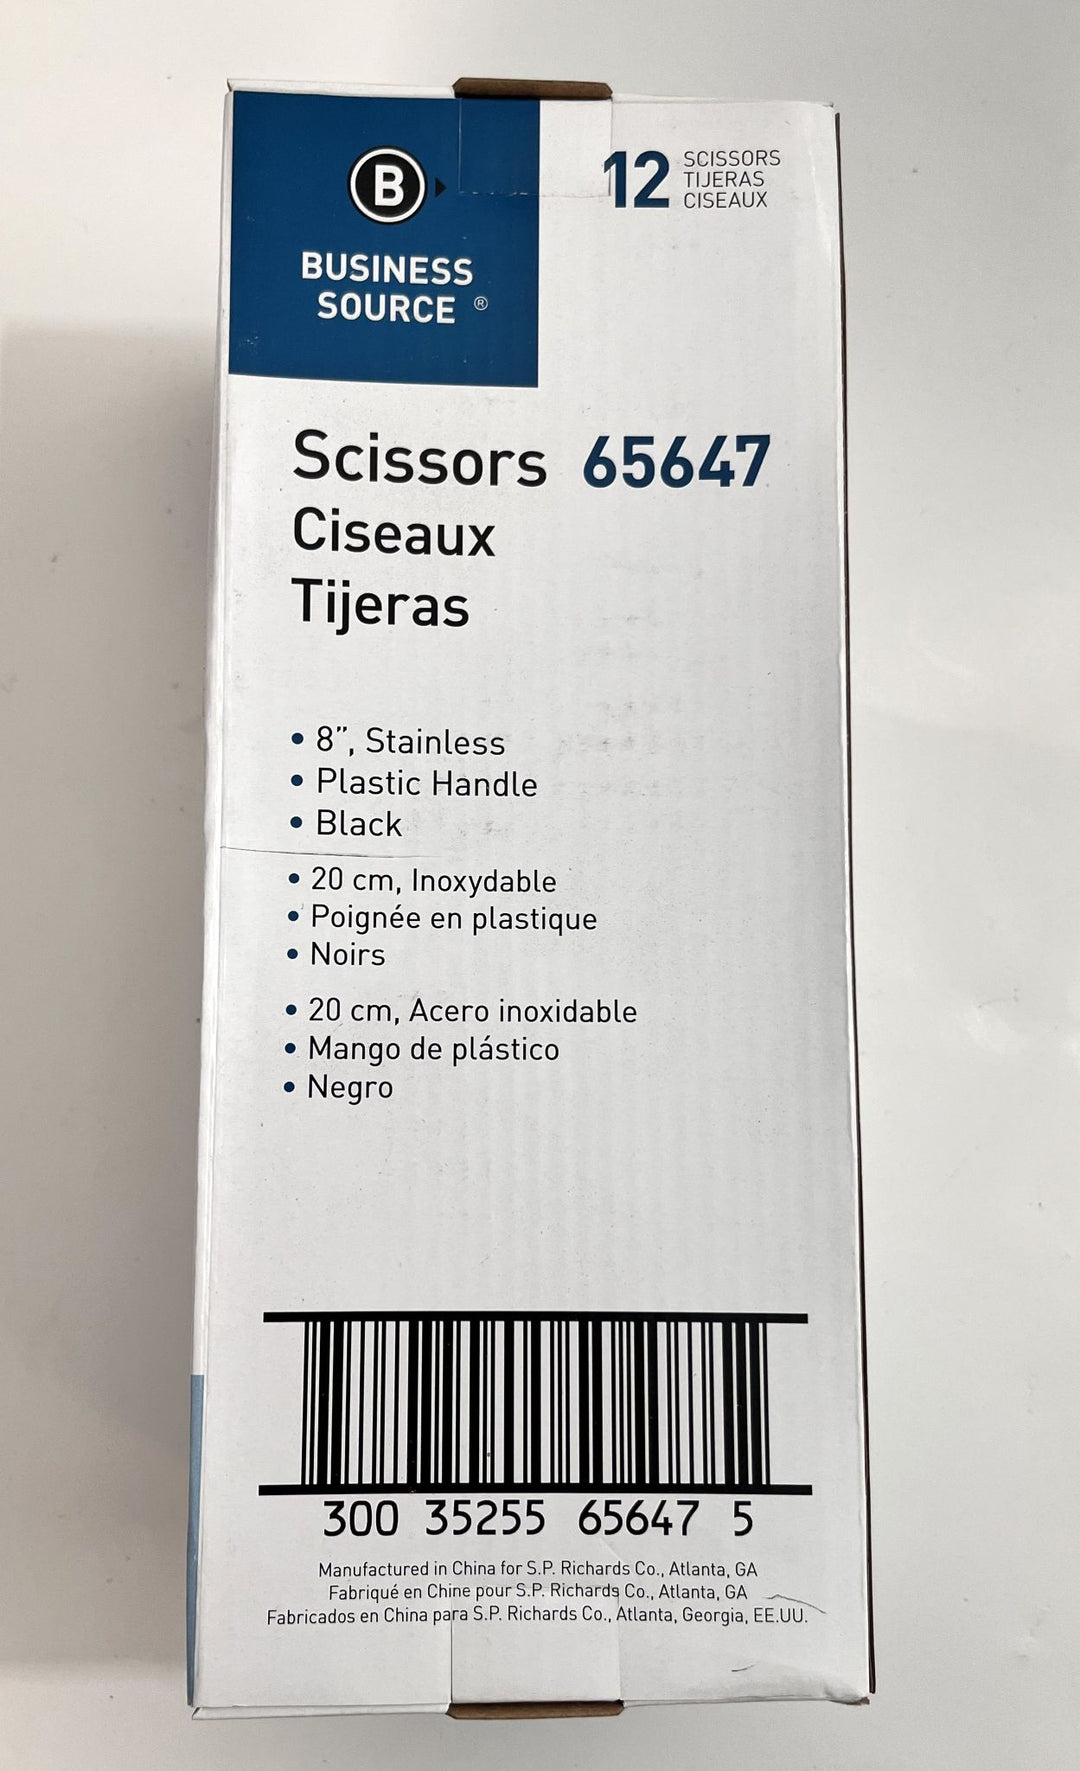 B
BUSINESS
SOURCE ®
12
SCISSORS
TIJERAS
CISEAUX
Scissors 65647
Ciseaux
Tijeras
• 8”, Stainless
• Plastic Handle
• Black
• 20 cm, Inoxydable
• Poignée en plastique
• Noirs
• 20 cm, Acero inoxidable
• Mango de plástico
• Negro
300 35255 65647 5
Manufactured in China for S.P. Richards Co., Atlanta, GA
Fabriqué en Chine pour S.P. Richards Co., Atlanta, GA
Fabricados en China para S.P. Richards Co., Atlanta, Georgia, EE.UU.